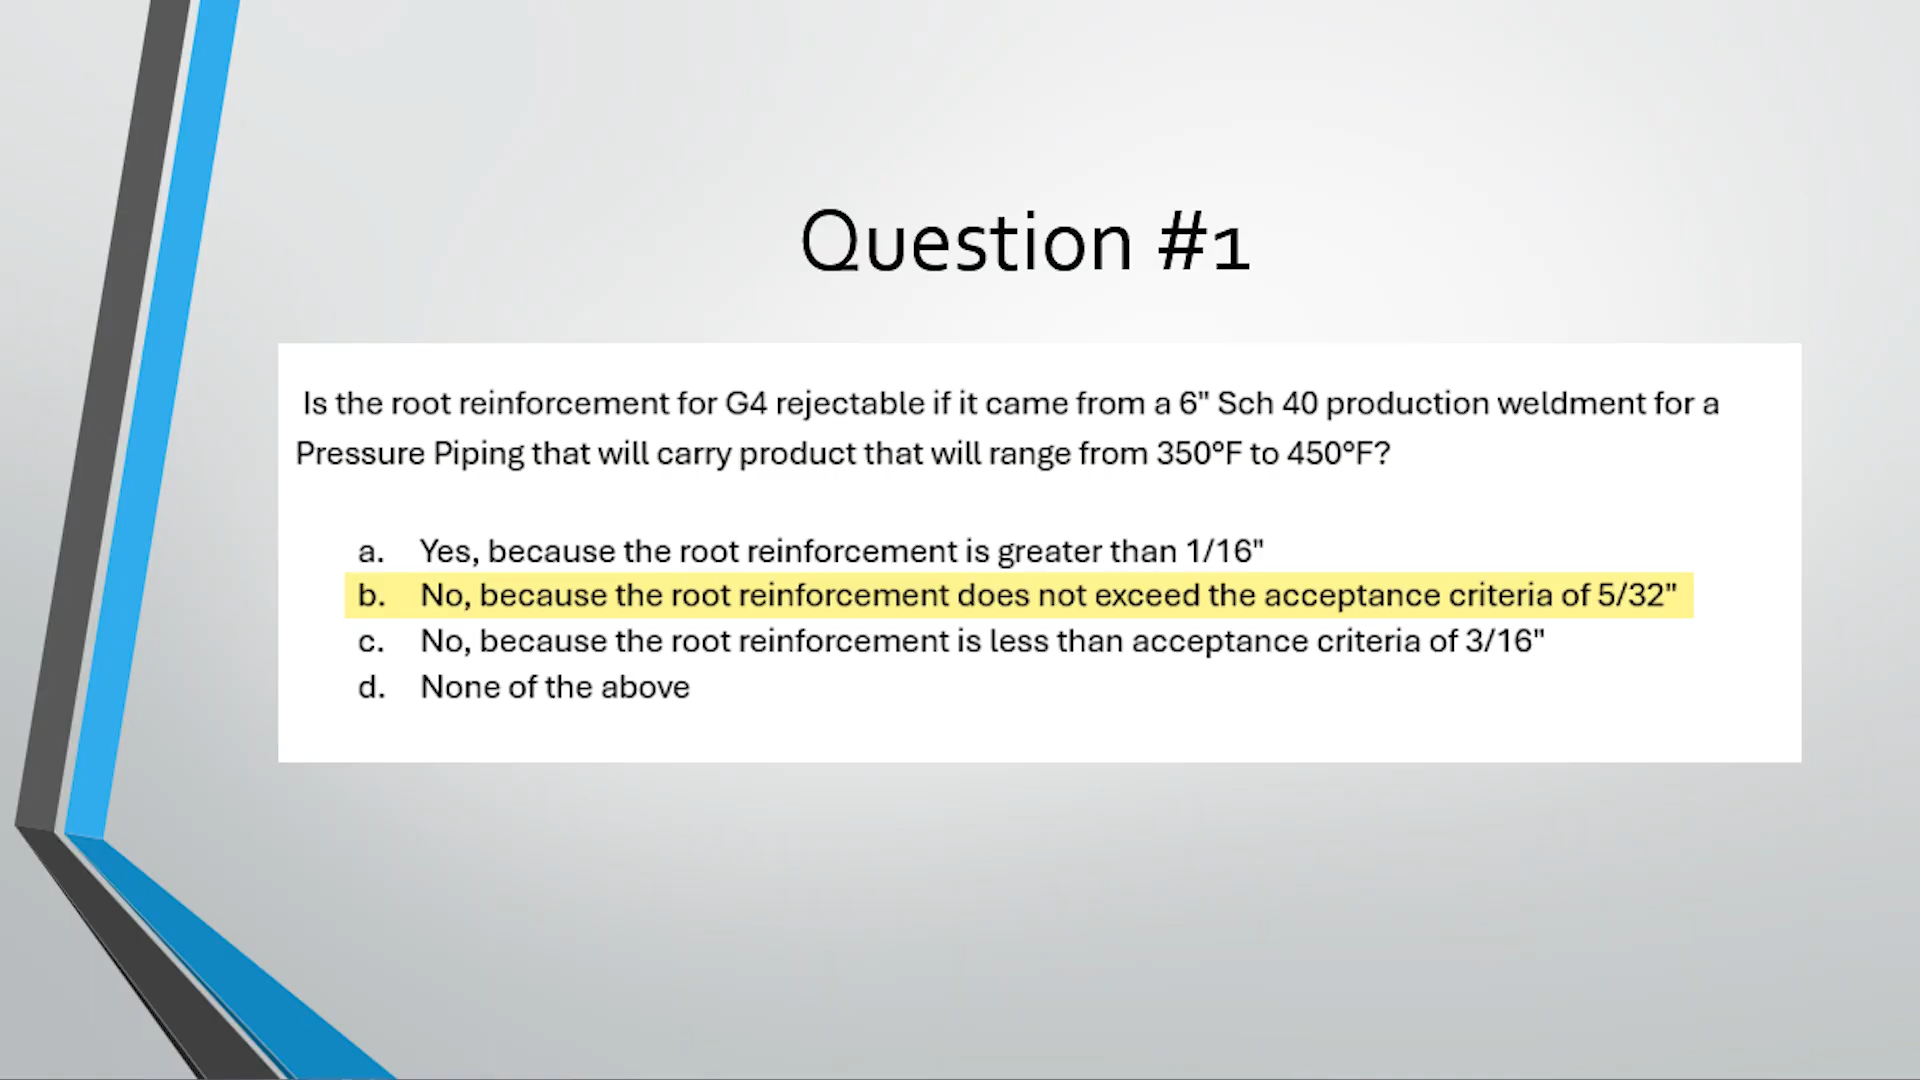 Question #1
Is the root reinforcement for G4 rejectable if it came from a 6" Sch 40 production weldment for a
Pressure Piping that will carry product that will range from 350°F to 450°F?
a. Yes, because the root reinforcement is greater than 1/16"
b. No, because the root reinforcement does not exceed the acceptance criteria of 5/32"
c. No, because the root reinforcement is less than acceptance criteria of 3/16"
d. None of the above